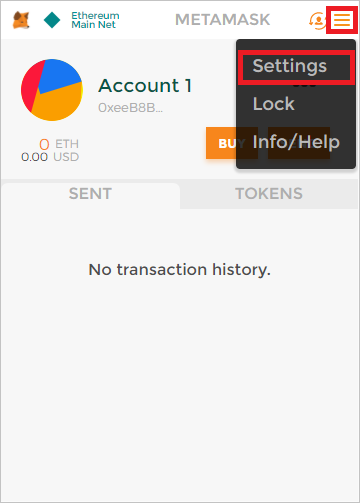 Ethereum
Main Net
METAMASK
Settings
Lock
Info/Help
Account 1
0xeeB8B...
0 ETH
0.00 USD
BUY
SENT
TOKENS
No transaction history.